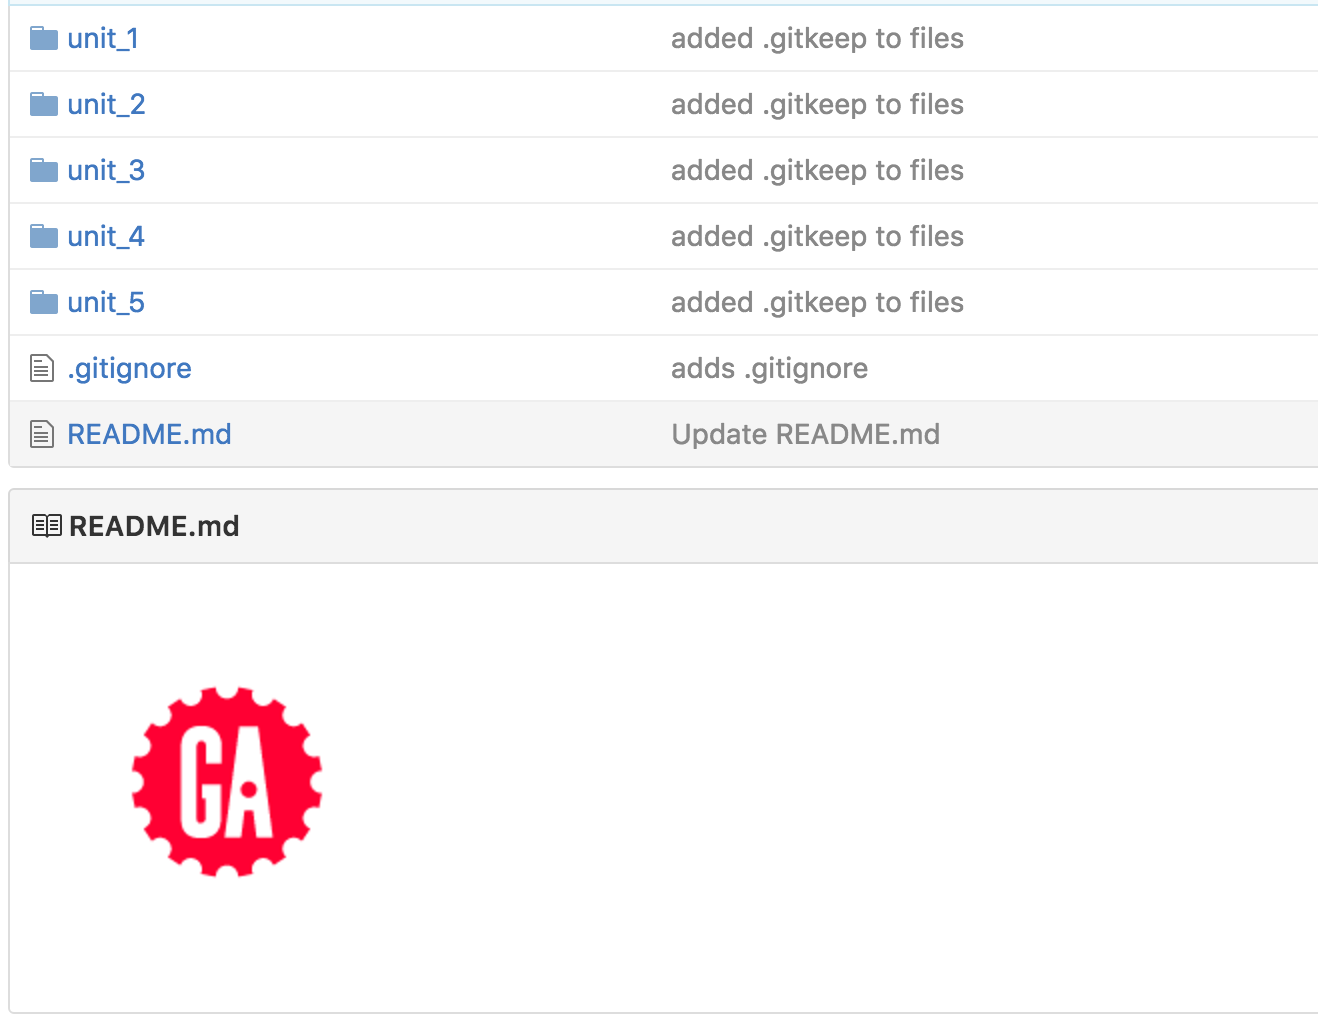 unit_1 added .gitkeep to files
unit_2 added .gitkeep to files
unit_3 added .gitkeep to files
unit_4 added .gitkeep to files
unit_5 added .gitkeep to files
.gitignore adds .gitignore
README.md Update README.md
README.md
GA